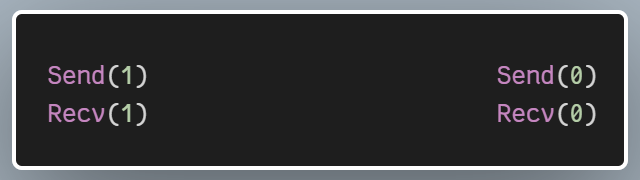 Send(1) Send(0)
Recv(1) Recv(0)